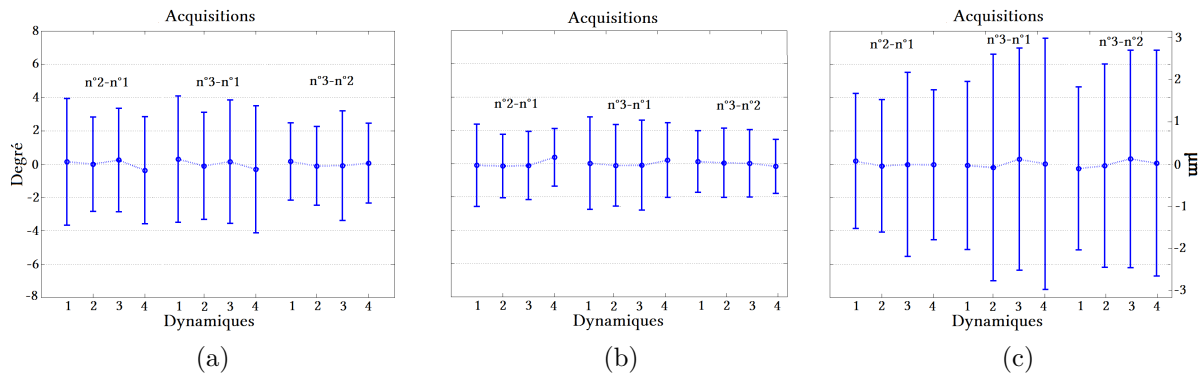 Acquisitions
8
6
4
2
0
-2
-4
-6
-8
Degré
n°2-n°1
n°3-n°1
n°3-n°2
1 2 3 4 1 2 3 4 1 2 3 4
Dynamiques
(a)
Acquisitions
n°2-n°1
n°3-n°1
n°3-n°2
1 2 3 4 1 2 3 4 1 2 3 4
Dynamiques
(b)
Acquisitions
n°2-n°1
n°3-n°1
n°3-n°2
3
2
1
0
-1
-2
-3
µm
1 2 3 4 1 2 3 4 1 2 3 4
Dynamiques
(c)